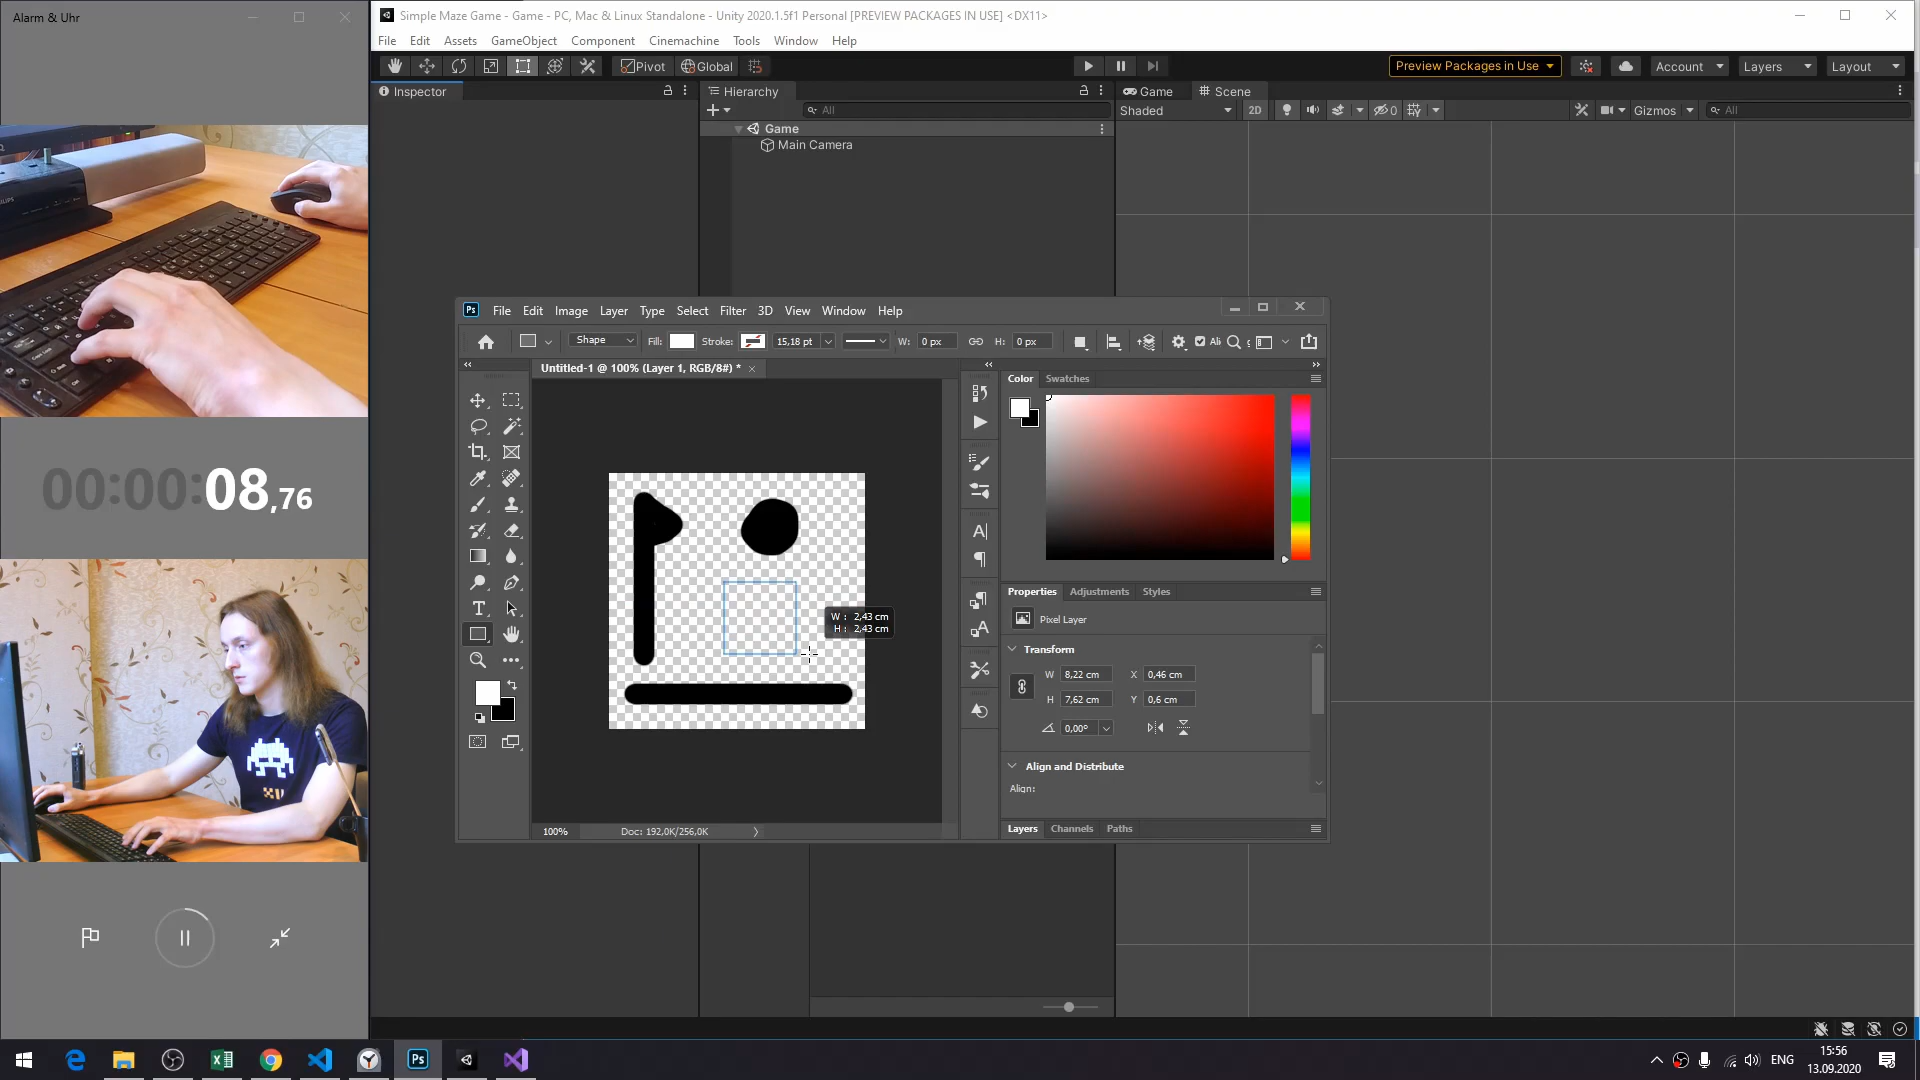 Alarm & Uhr
Simple Maze Game - Game - PC, Mac & Linux Standalone - Unity 2020.1.5f1 Personal [PREVIEW PACKAGES IN USE] <DX11>
File Edit Assets GameObject Component Cinemachine Tools Window Help
Pivot Global Preview Packages in Use Account Layers Layout
Inspector Hierarchy Game Scene
All Shaded 2D 0 Gizmos All
Game
Main Camera
PHILIPS
Ps File Edit Image Layer Type Select Filter 3D View Window Help
Shape Fill: Stroke: 15,18 pt W: 0 px H: 0 px Ali
Untitled-1 @ 100% (Layer 1, RGB/8#) *
Color Swatches
00:00:08,76
W : 2,43 cm
H : 2,43 cm
Properties Adjustments Styles
Pixel Layer
Transform
W 8,22 cm X 0,46 cm
H 7,62 cm Y 0,6 cm
0,00°
Align and Distribute
Align:
100% Doc: 192,0K/256,0K
Layers Channels Paths
Ps
ENG
15:56
13.09.2020